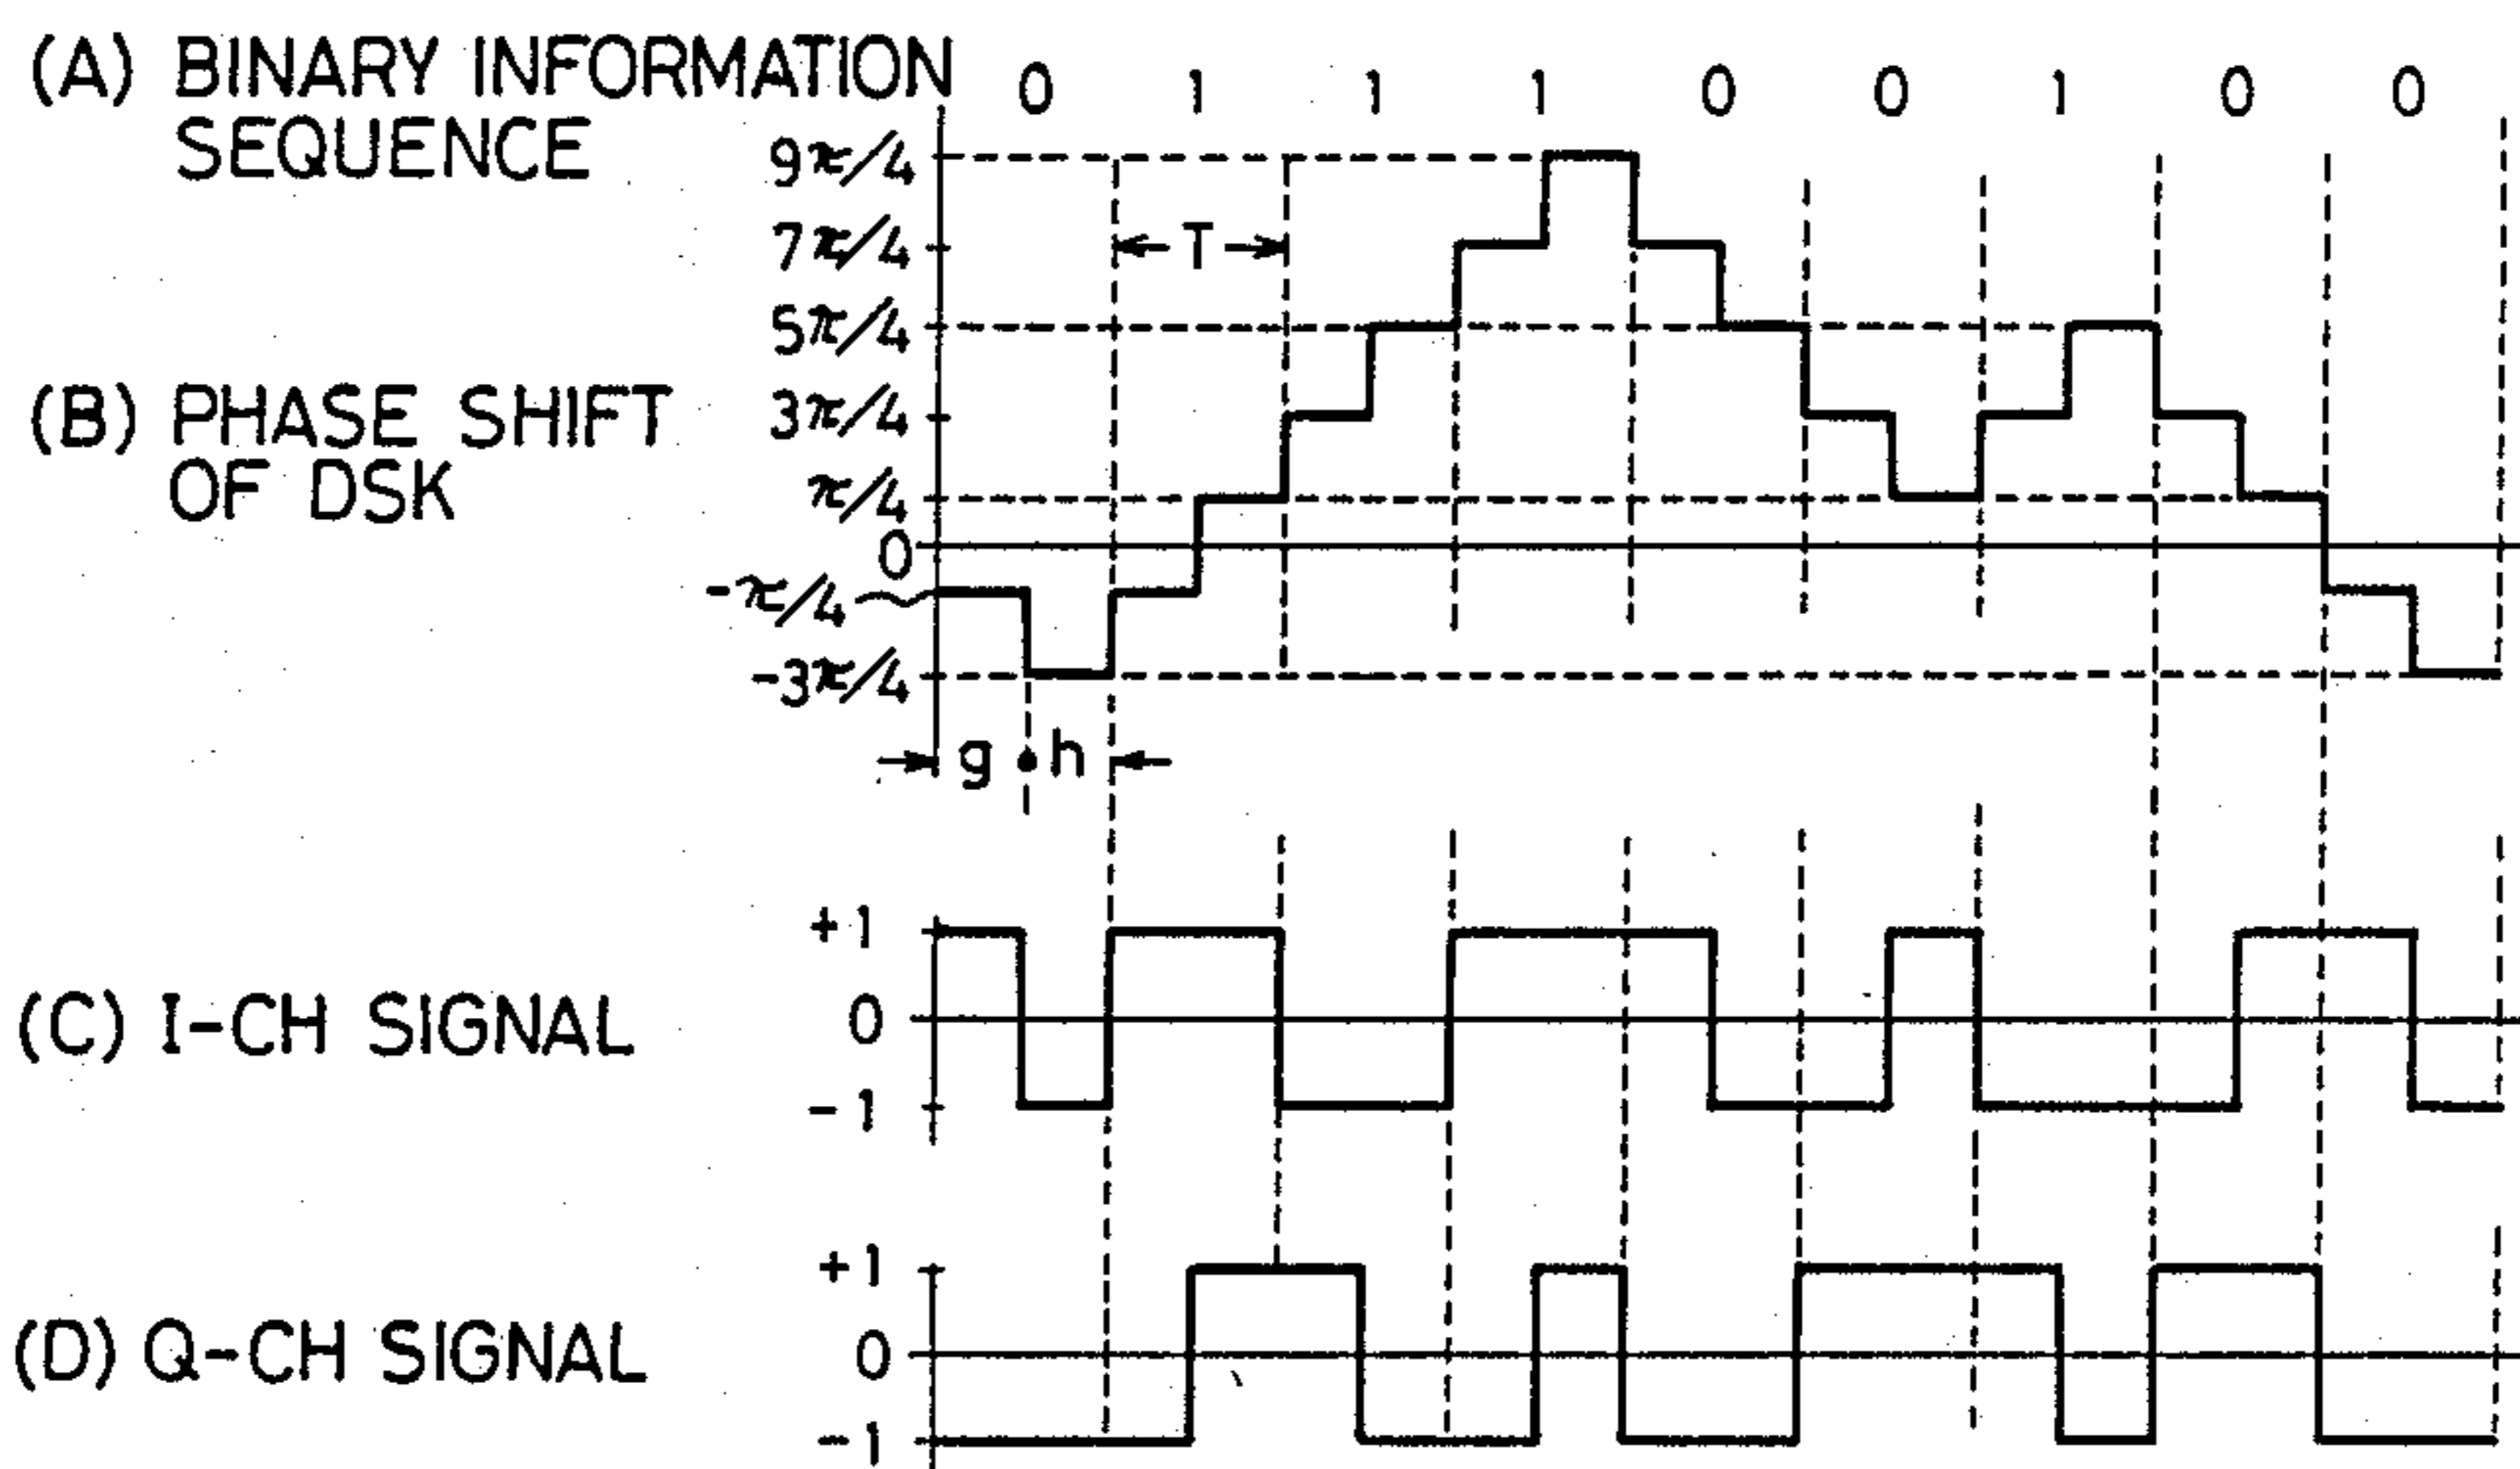 (A) BINARY INFORMATION
SEQUENCE
0 1 1 1 0 0 1 0 0
9π/4
7π/4
T
5π/4
(B) PHASE SHIFT
OF DSK
3π/4
π/4
0
-π/4
-3π/4
g h
(C) I-CH SIGNAL
+1
0
-1
(D) Q-CH SIGNAL
+1
0
-1